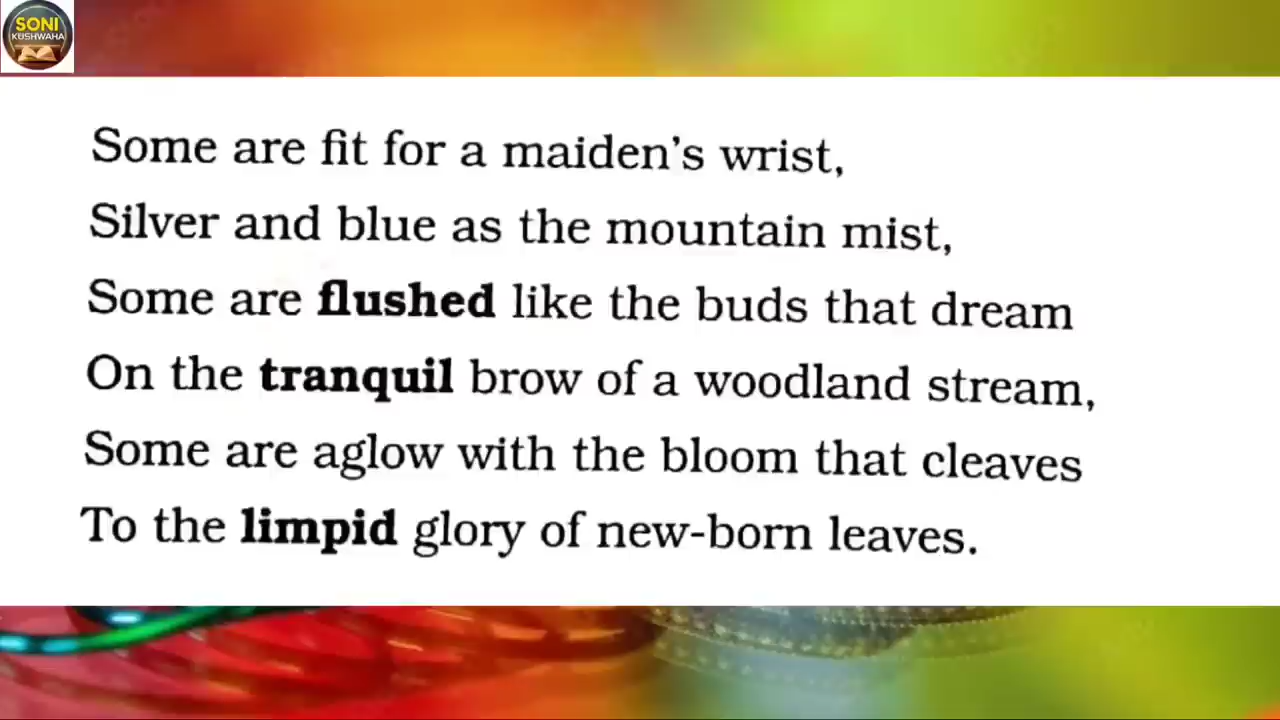 SONI
KUSHWAHA
Some are fit for a maiden's wrist,
Silver and blue as the mountain mist,
Some are flushed like the buds that dream
On the tranquil brow of a woodland stream,
Some are aglow with the bloom that cleaves
To the limpid glory of new-born leaves.